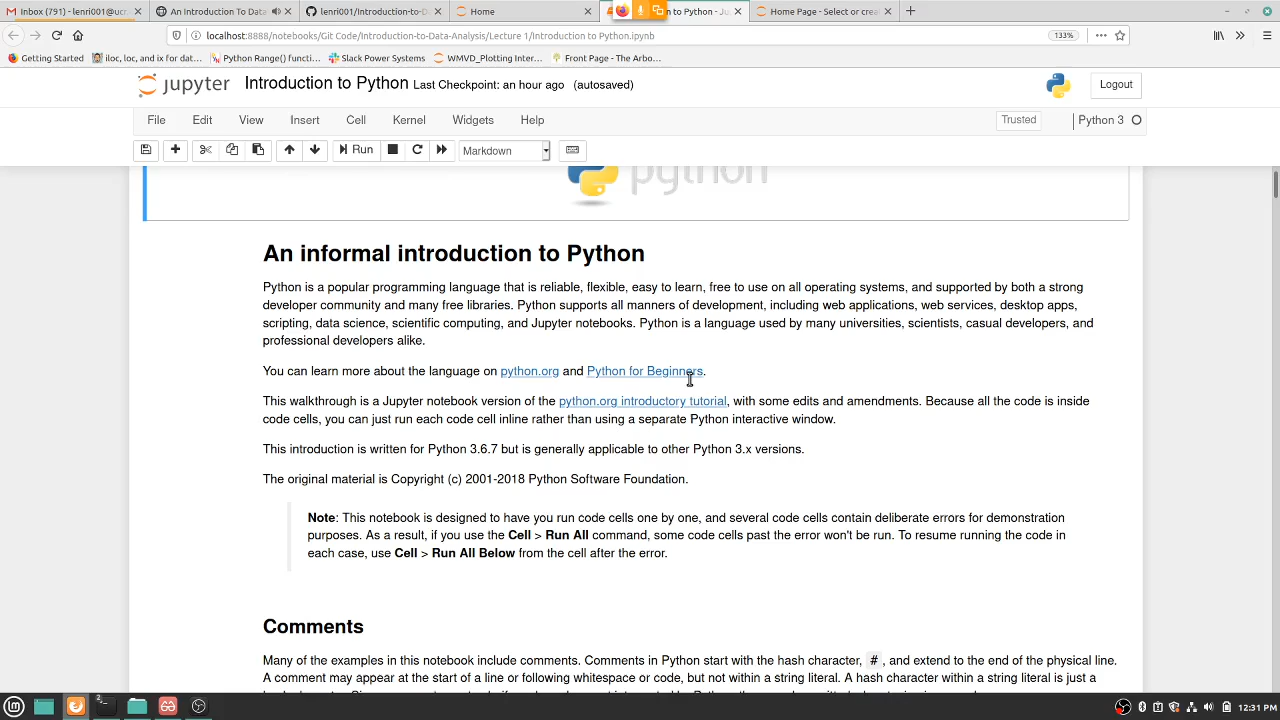 Inbox (791) - lenri001@ucr
An Introduction To Data
lenri001/Introduction-to-D
Home
n to Python - Ju
Home Page - Select or crea
localhost:8888/notebooks/Git Code/Introduction-to-Data-Analysis/Lecture 1/Introduction to Python.ipynb
133%
Getting Started
iloc, loc, and ix for dat...
Python Range() functi...
Slack Power Systems
WMVD_Plotting Inter...
Front Page - The Arbo...
jupyter
Introduction to Python Last Checkpoint: an hour ago (autosaved)
Logout
File Edit View Insert Cell Kernel Widgets Help
Trusted
Python 3
Run
Markdown
python
An informal introduction to Python
Python is a popular programming language that is reliable, flexible, easy to learn, free to use on all operating systems, and supported by both a strong
developer community and many free libraries. Python supports all manners of development, including web applications, web services, desktop apps,
scripting, data science, scientific computing, and Jupyter notebooks. Python is a language used by many universities, scientists, casual developers, and
professional developers alike.
You can learn more about the language on python.org and Python for Beginners.
This walkthrough is a Jupyter notebook version of the python.org introductory tutorial, with some edits and amendments. Because all the code is inside
code cells, you can just run each code cell inline rather than using a separate Python interactive window.
This introduction is written for Python 3.6.7 but is generally applicable to other Python 3.x versions.
The original material is Copyright (c) 2001-2018 Python Software Foundation.
Note: This notebook is designed to have you run code cells one by one, and several code cells contain deliberate errors for demonstration
purposes. As a result, if you use the Cell > Run All command, some code cells past the error won't be run. To resume running the code in
each case, use Cell > Run All Below from the cell after the error.
Comments
Many of the examples in this notebook include comments. Comments in Python start with the hash character, #, and extend to the end of the physical line.
A comment may appear at the start of a line or following whitespace or code, but not within a string literal. A hash character within a string literal is just a
12:31 PM